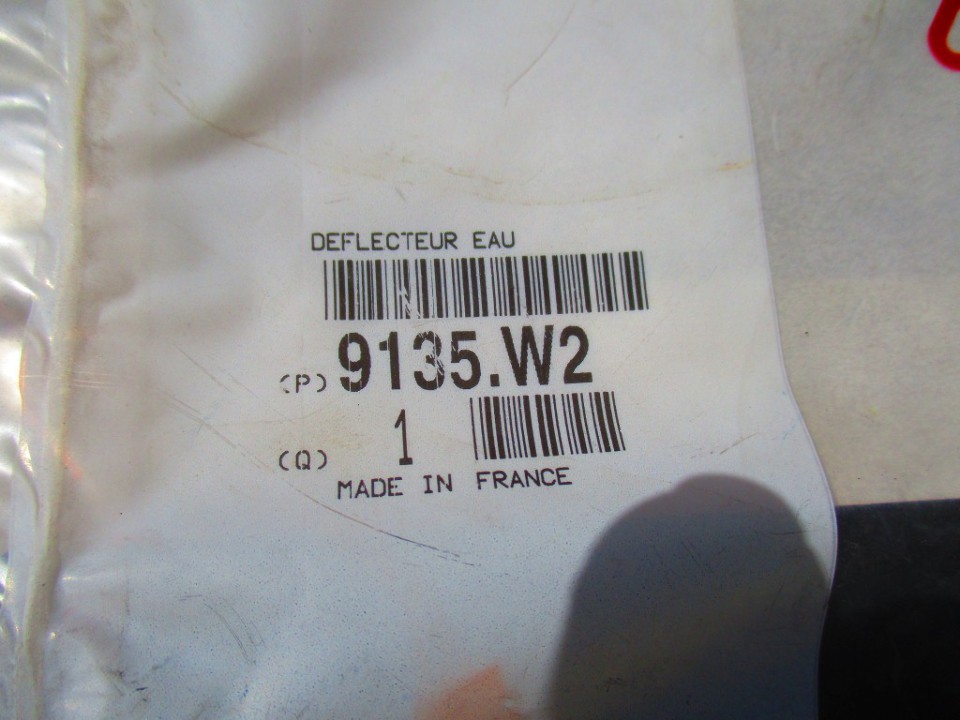 DEFLECTEUR EAU
(P) 9135.W2
(Q) 1
MADE IN FRANCE